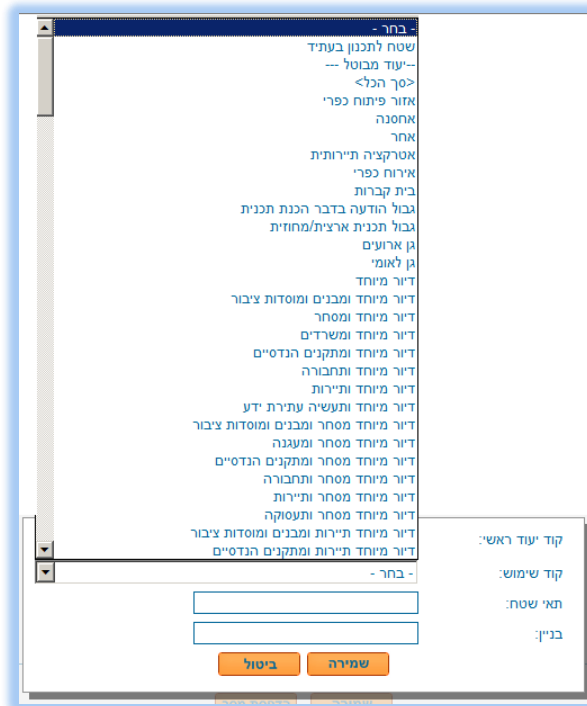 - בחר -
שטח לתכנון בעתיד
--יעוד מבוטל ---
<סך הכל>
אזור פיתוח כפרי
אחסנה
אחר
אטרקציה תיירותית
אירוח כפרי
בית קברות
גבול הודעה בדבר הכנת תכנית
גבול תכנית ארצית/מחוזית
גן ארועים
גן לאומי
דיור מיוחד
דיור מיוחד ומבנים ומוסדות ציבור
דיור מיוחד ומסחר
דיור מיוחד ומשרדים
דיור מיוחד ומתקנים הנדסיים
דיור מיוחד ותחבורה
דיור מיוחד ותיירות
דיור מיוחד ותעשיה עתירת ידע
דיור מיוחד מסחר ומבנים ומוסדות ציבור
דיור מיוחד מסחר ומעגנה
דיור מיוחד מסחר ומתקנים הנדסיים
דיור מיוחד מסחר ותחבורה
דיור מיוחד מסחר ותיירות
דיור מיוחד מסחר ותעסוקה
דיור מיוחד תיירות ומבנים ומוסדות ציבור
דיור מיוחד תיירות ומתקנים הנדסיים
קוד יעוד ראשי:
קוד שימוש: - בחר -
תאי שטח:
בניין:
שמירה ביטול